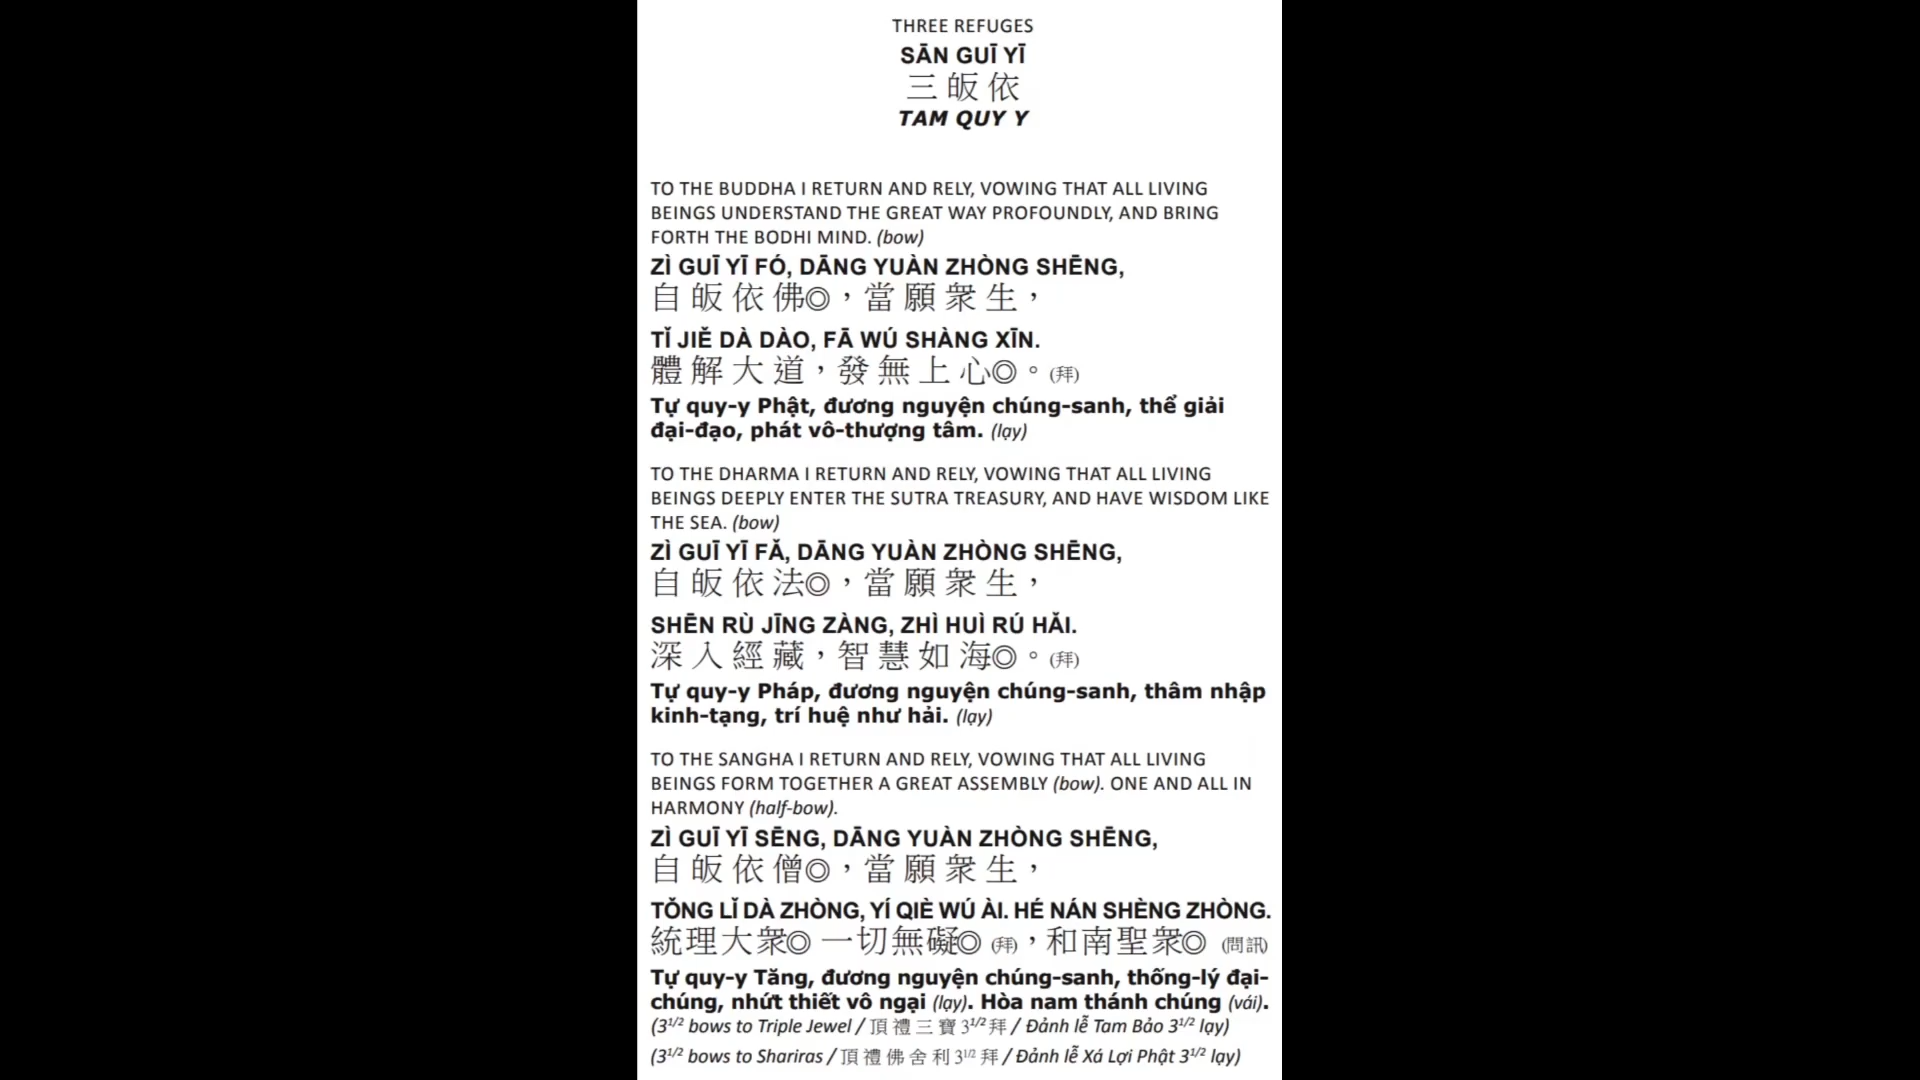 THREE REFUGES
SĀN GUĪ YĪ
三皈依
TAM QUY Y
TO THE BUDDHA I RETURN AND RELY, VOWING THAT ALL LIVING
BEINGS UNDERSTAND THE GREAT WAY PROFOUNDLY, AND BRING
FORTH THE BODHI MIND. (bow)
ZÌ GUĪ YĪ FÓ, DĀNG YUÀN ZHÒNG SHĒNG,
自皈依佛◎，當願衆生，
TǏ JIĚ DÀ DÀO, FĀ WÚ SHÀNG XĪN.
體解大道，發無上心◎。(拜)
Tự quy-y Phật, đương nguyện chúng-sanh, thể giải
đại-đạo, phát vô-thượng tâm. (lạy)
TO THE DHARMA I RETURN AND RELY, VOWING THAT ALL LIVING
BEINGS DEEPLY ENTER THE SUTRA TREASURY, AND HAVE WISDOM LIKE
THE SEA. (bow)
ZÌ GUĪ YĪ FǍ, DĀNG YUÀN ZHÒNG SHĒNG,
自皈依法◎，當願衆生，
SHĒN RÙ JĪNG ZÀNG, ZHÌ HUÌ RÚ HǍI.
深入經藏，智慧如海◎。(拜)
Tự quy-y Pháp, đương nguyện chúng-sanh, thâm nhập
kinh-tạng, trí huệ như hải. (lạy)
TO THE SANGHA I RETURN AND RELY, VOWING THAT ALL LIVING
BEINGS FORM TOGETHER A GREAT ASSEMBLY (bow). ONE AND ALL IN
HARMONY (half-bow).
ZÌ GUĪ YĪ SĒNG, DĀNG YUÀN ZHÒNG SHĒNG,
自皈依僧◎，當願衆生，
TǑNG LǏ DÀ ZHÒNG, YÍ QIÈ WÚ ÀI. HÉ NÁN SHÈNG ZHÒNG.
統理大衆◎ 一切無礙◎ (拜)，和南聖衆◎ (問訊)
Tự quy-y Tăng, đương nguyện chúng-sanh, thống-lý đại-
chúng, nhứt thiết vô ngại (lạy). Hòa nam thánh chúng (vái).
(3 1/2 bows to Triple Jewel / 頂禮三寶 3 1/2 拜 / Đảnh lễ Tam Bảo 3 1/2 lạy)
(3 1/2 bows to Shariras / 頂禮佛舍利 3 1/2 拜 / Đảnh lễ Xá Lợi Phật 3 1/2 lạy)